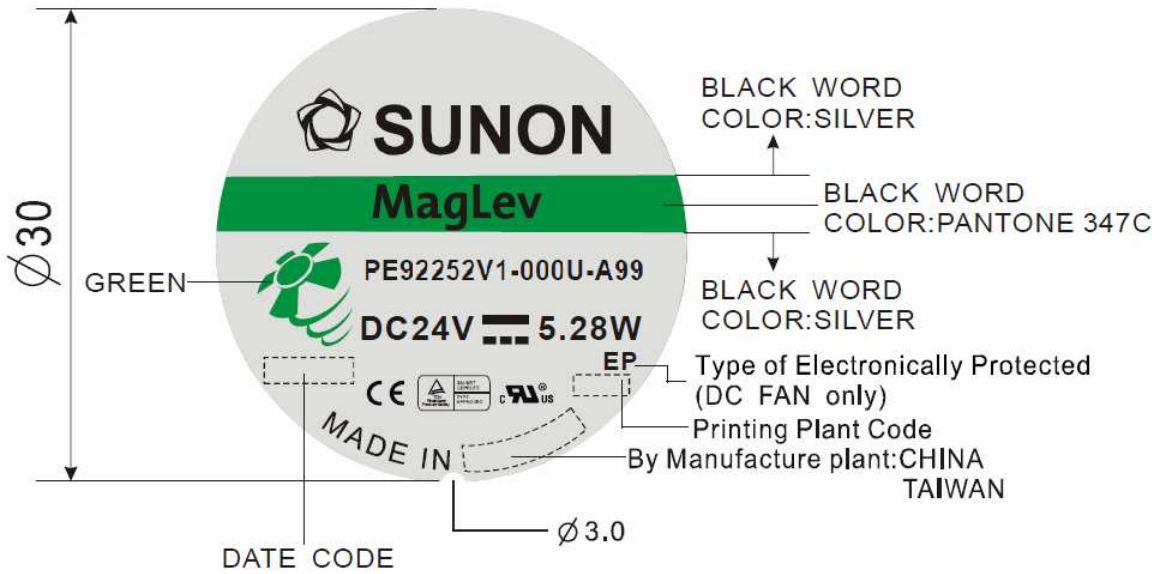 SUNON
MagLev
PE92252V1-000U-A99
DC24V 5.28W
EP
CE
C US
®
MADE IN
Ø30
GREEN
DATE CODE
Ø3.0
BLACK WORD
COLOR:SILVER
BLACK WORD
COLOR:PANTONE 347C
BLACK WORD
COLOR:SILVER
Type of Electronically Protected
(DC FAN only)
Printing Plant Code
By Manufacture plant:CHINA
TAIWAN